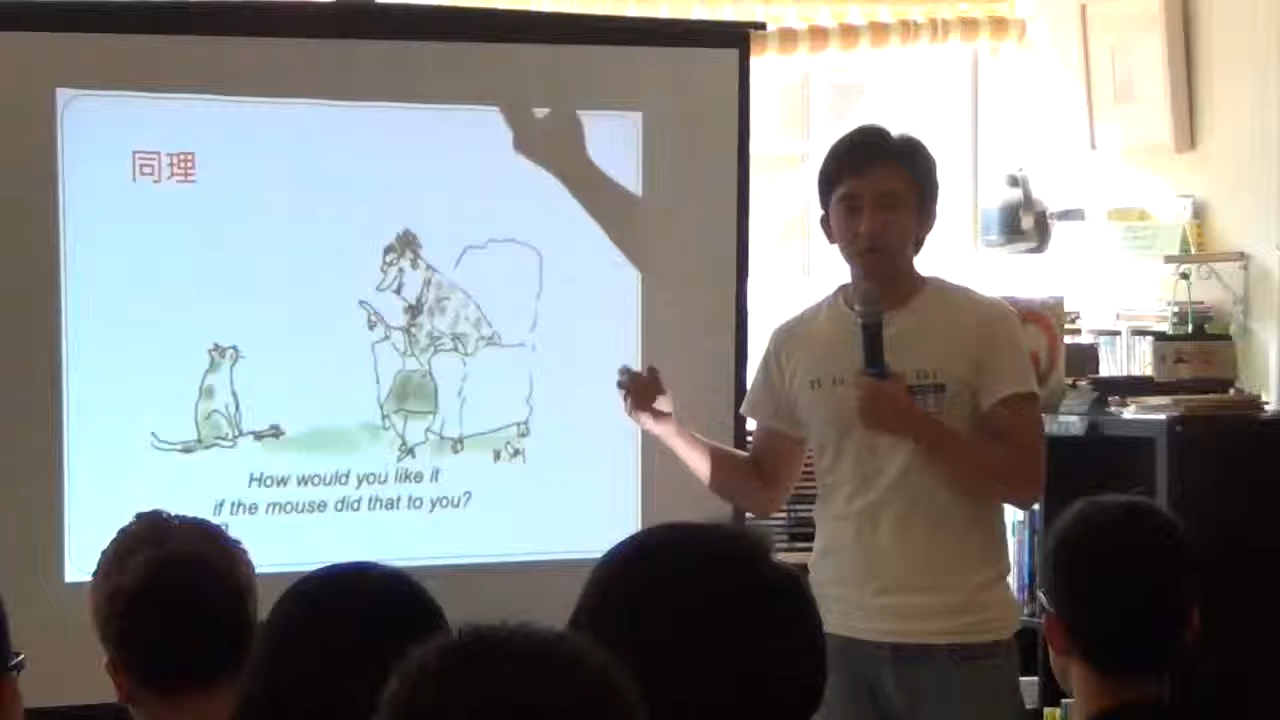 同理
How would you like it
if the mouse did that to you?